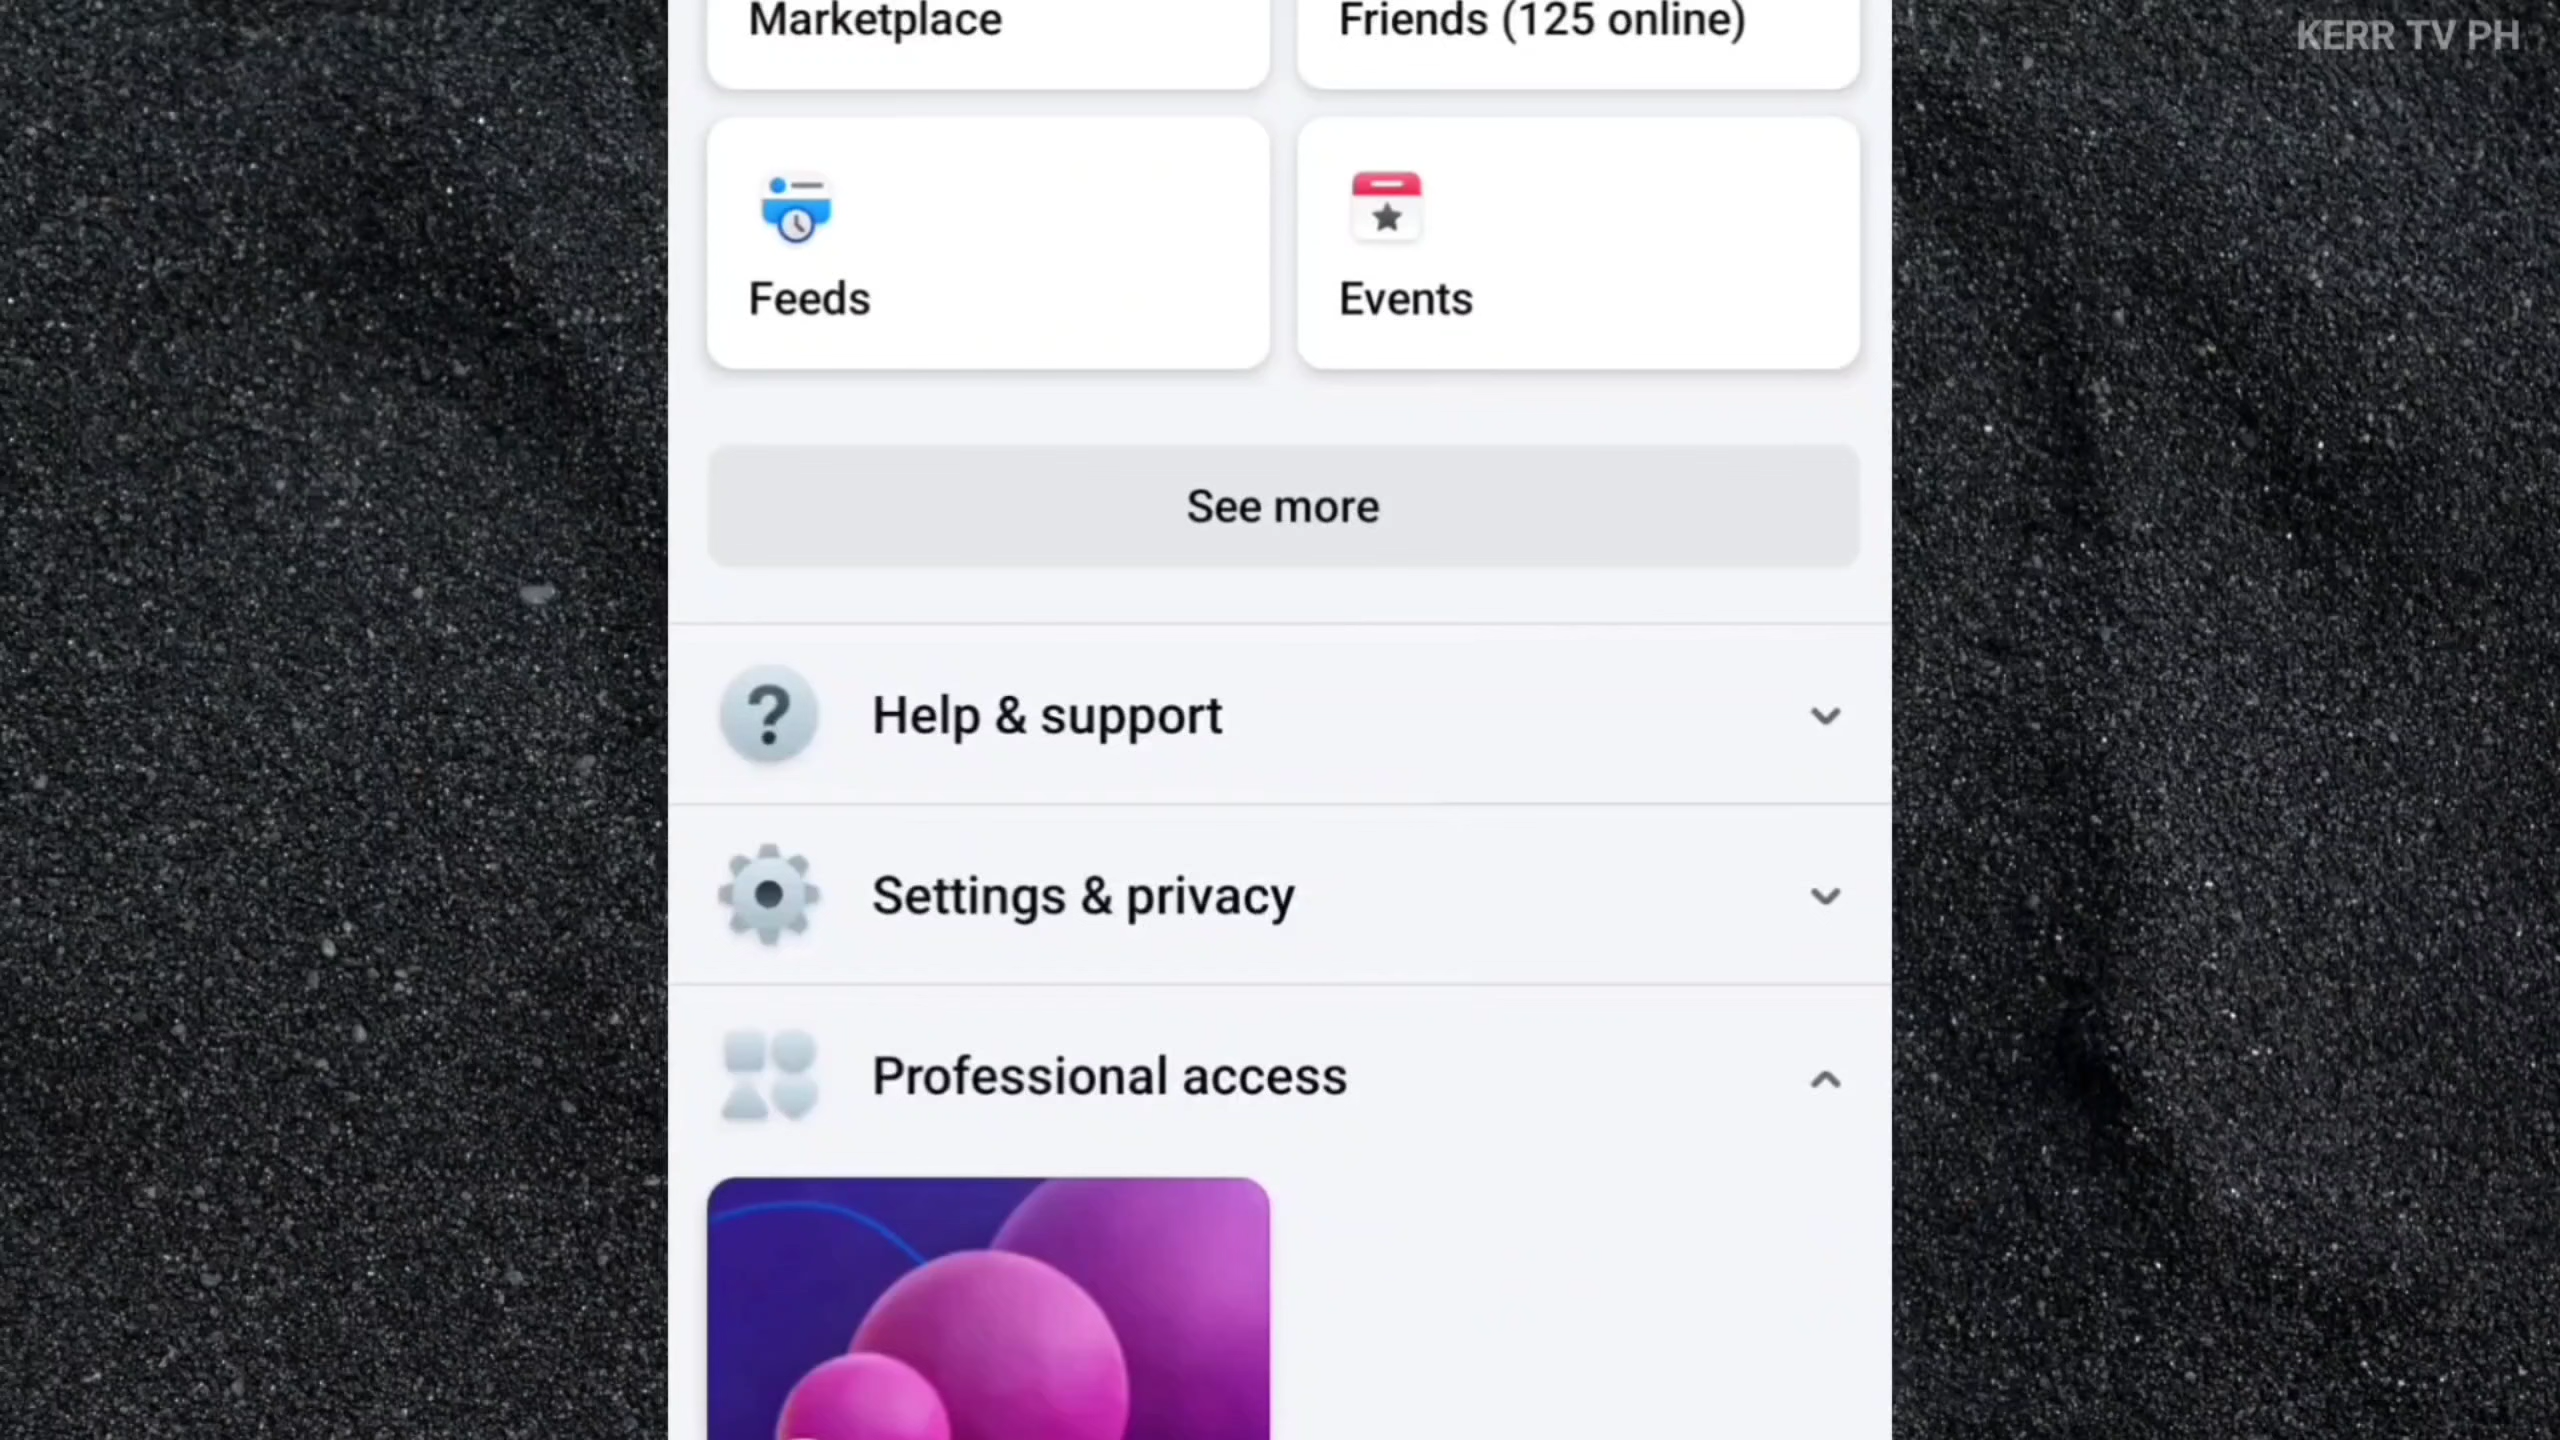 KERR TV PH
Marketplace
Friends (125 online)
Feeds
Events
See more
Help & support
Settings & privacy
Professional access